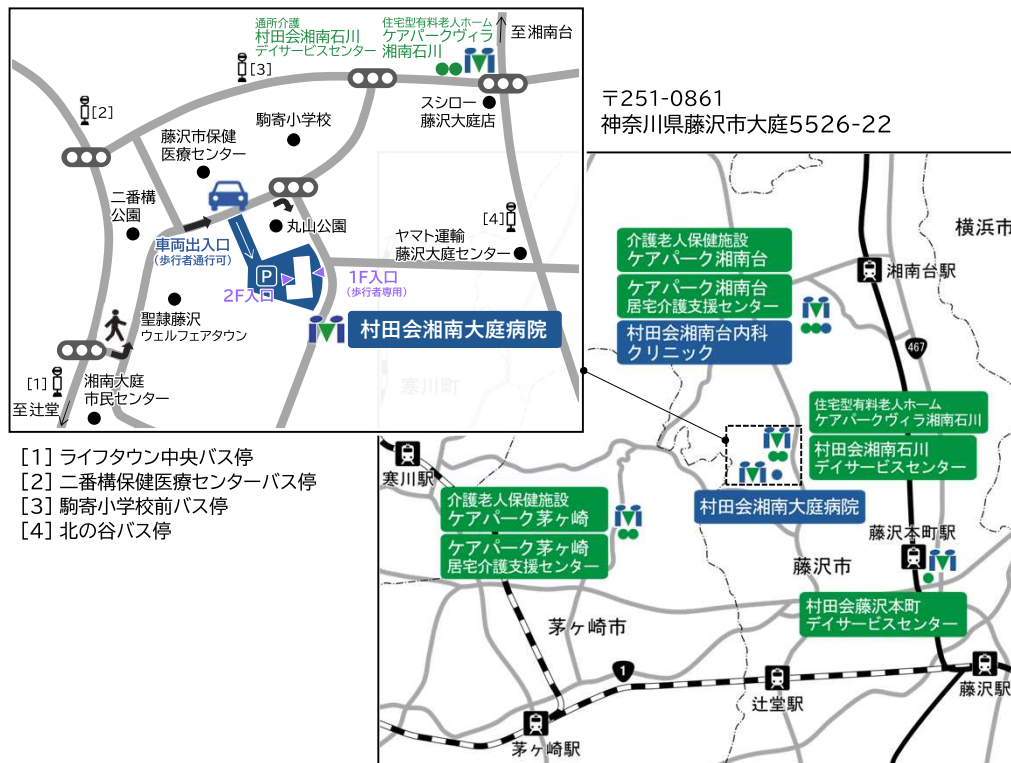 通所介護
村田会湘南石川
デイサービスセンター
住宅型有料老人ホーム
ケアパークヴィラ
湘南石川
至湘南台
[3]
[2]
スシロー
藤沢大庭店
駒寄小学校
藤沢市保健
医療センター
二番構
公園
丸山公園
[4]
車両出入口
(歩行者通行可)
ヤマト運輸
藤沢大庭センター
P
1F入口
(歩行者専用)
2F入口
聖隷藤沢
ウェルフェアタウン
村田会湘南大庭病院
[1]
湘南大庭
市民センター
至辻堂
[1] ライフタウン中央バス停
[2] 二番構保健医療センターバス停
[3] 駒寄小学校前バス停
[4] 北の谷バス停
〒251-0861
神奈川県藤沢市大庭5526-22
横浜市
介護老人保健施設
ケアパーク湘南台
ケアパーク湘南台
居宅介護支援センター
村田会湘南台内科
クリニック
湘南台駅
467
寒川町
住宅型有料老人ホーム
ケアパークヴィラ湘南石川
村田会湘南石川
デイサービスセンター
寒川駅
村田会湘南大庭病院
介護老人保健施設
ケアパーク茅ヶ崎
ケアパーク茅ヶ崎
居宅介護支援センター
藤沢本町駅
藤沢市
村田会藤沢本町
デイサービスセンター
茅ヶ崎市
1
辻堂駅
藤沢駅
茅ヶ崎駅